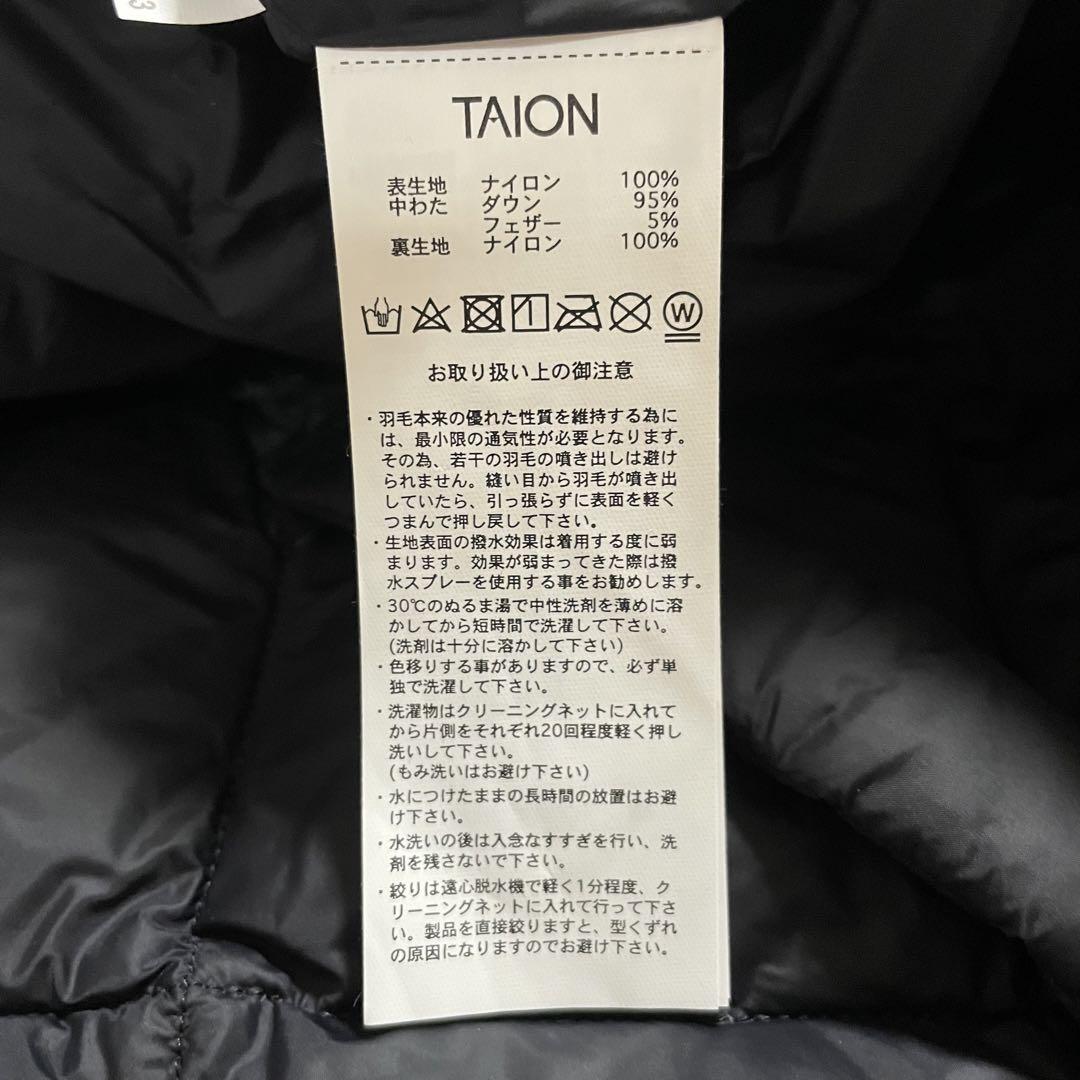 3
TAION
表生地 ナイロン 100%
中わた ダウン 95%
フェザー 5%
裏生地 ナイロン 100%
W
お取り扱い上の御注意
・羽毛本来の優れた性質を維持する為に
は、最小限の通気性が必要となります。
その為、若干の羽毛の噴き出しは避け
られません。縫い目から羽毛が噴き出
していたら、引っ張らずに表面を軽く
つまんで押し戻して下さい。
・生地表面の撥水効果は着用する度に弱
まります。効果が弱まってきた際は撥
水スプレーを使用する事をお勧めします。
・30℃のぬるま湯で中性洗剤を薄めに溶
かしてから短時間で洗濯して下さい。
(洗剤は十分に溶かして下さい)
・色移りする事がありますので、必ず単
独で洗濯して下さい。
・洗濯物はクリーニングネットに入れて
から片側をそれぞれ20回程度軽く押し
洗いして下さい。
(もみ洗いはお避け下さい)
・水につけたままの長時間の放置はお避
け下さい。
・水洗いの後は入念なすすぎを行い、洗
剤を残さないで下さい。
・絞りは遠心脱水機で軽く1分程度、ク
リーニングネットに入れて行って下さ
い。製品を直接絞りますと、型くずれ
の原因になりますのでお避け下さい。